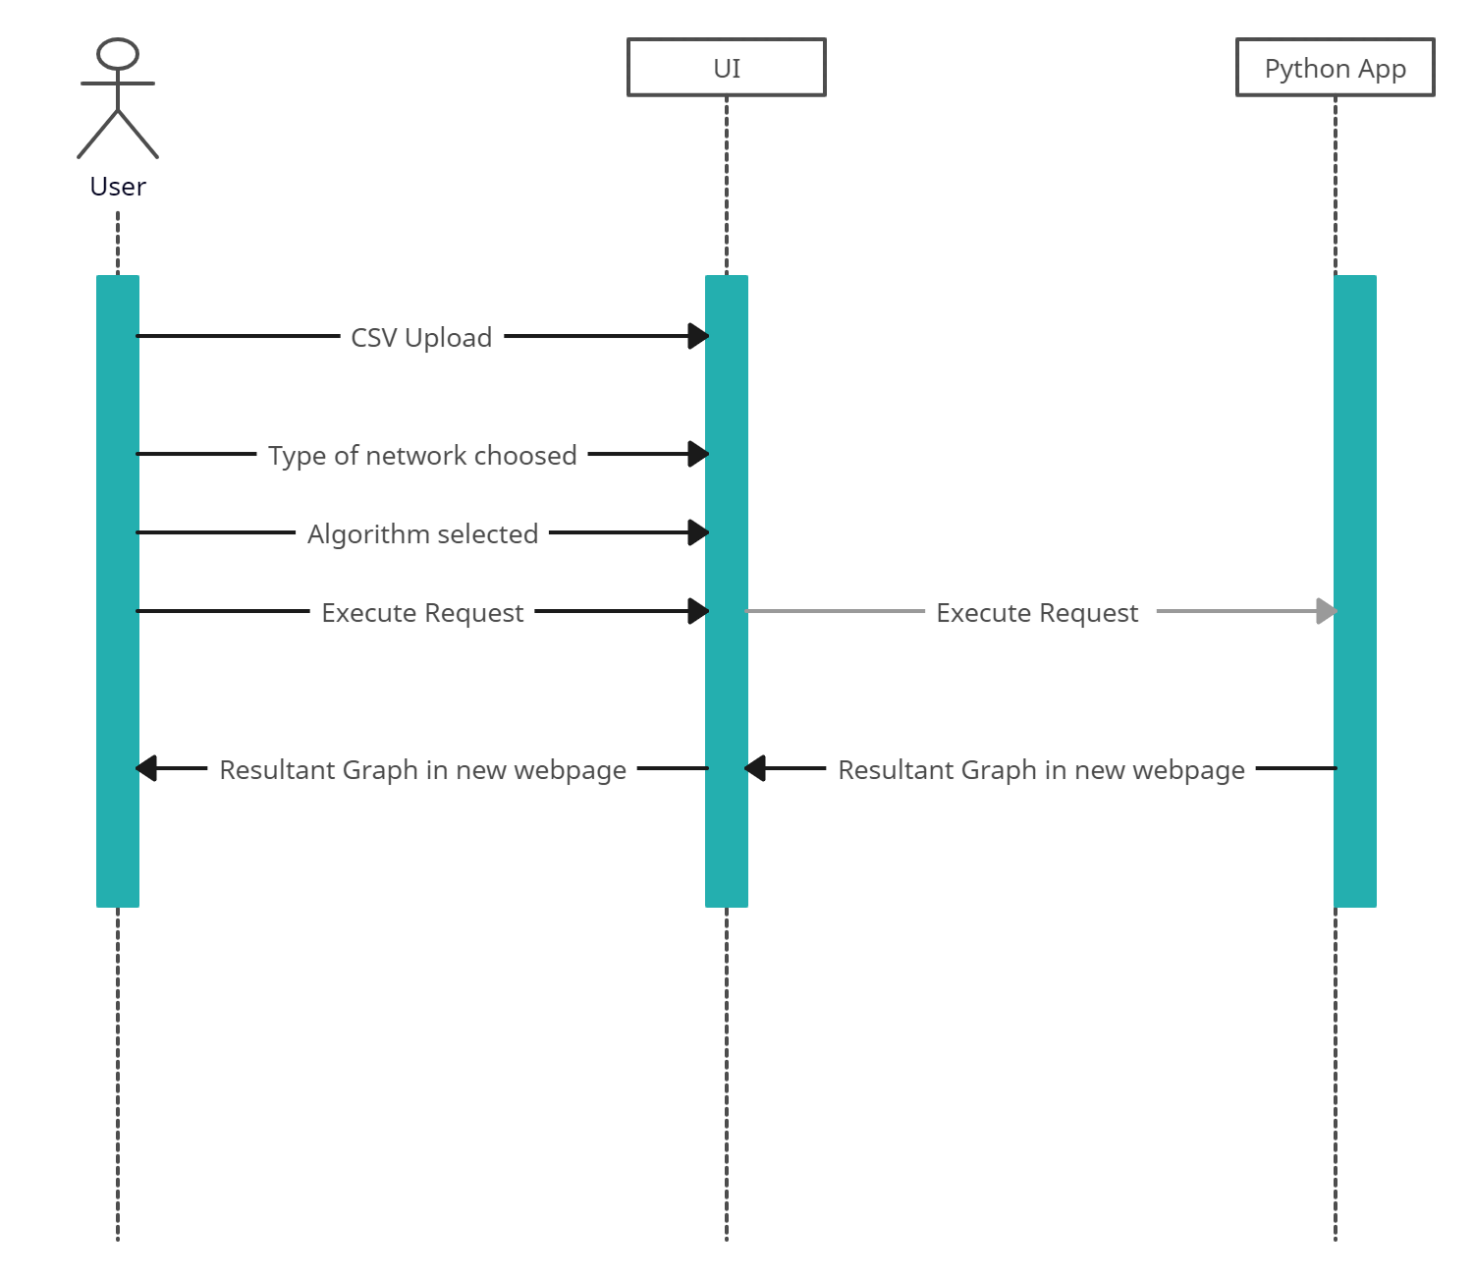 UI
Python App
User
CSV Upload
Type of network choosed
Algorithm selected
Execute Request
Execute Request
Resultant Graph in new webpage
Resultant Graph in new webpage